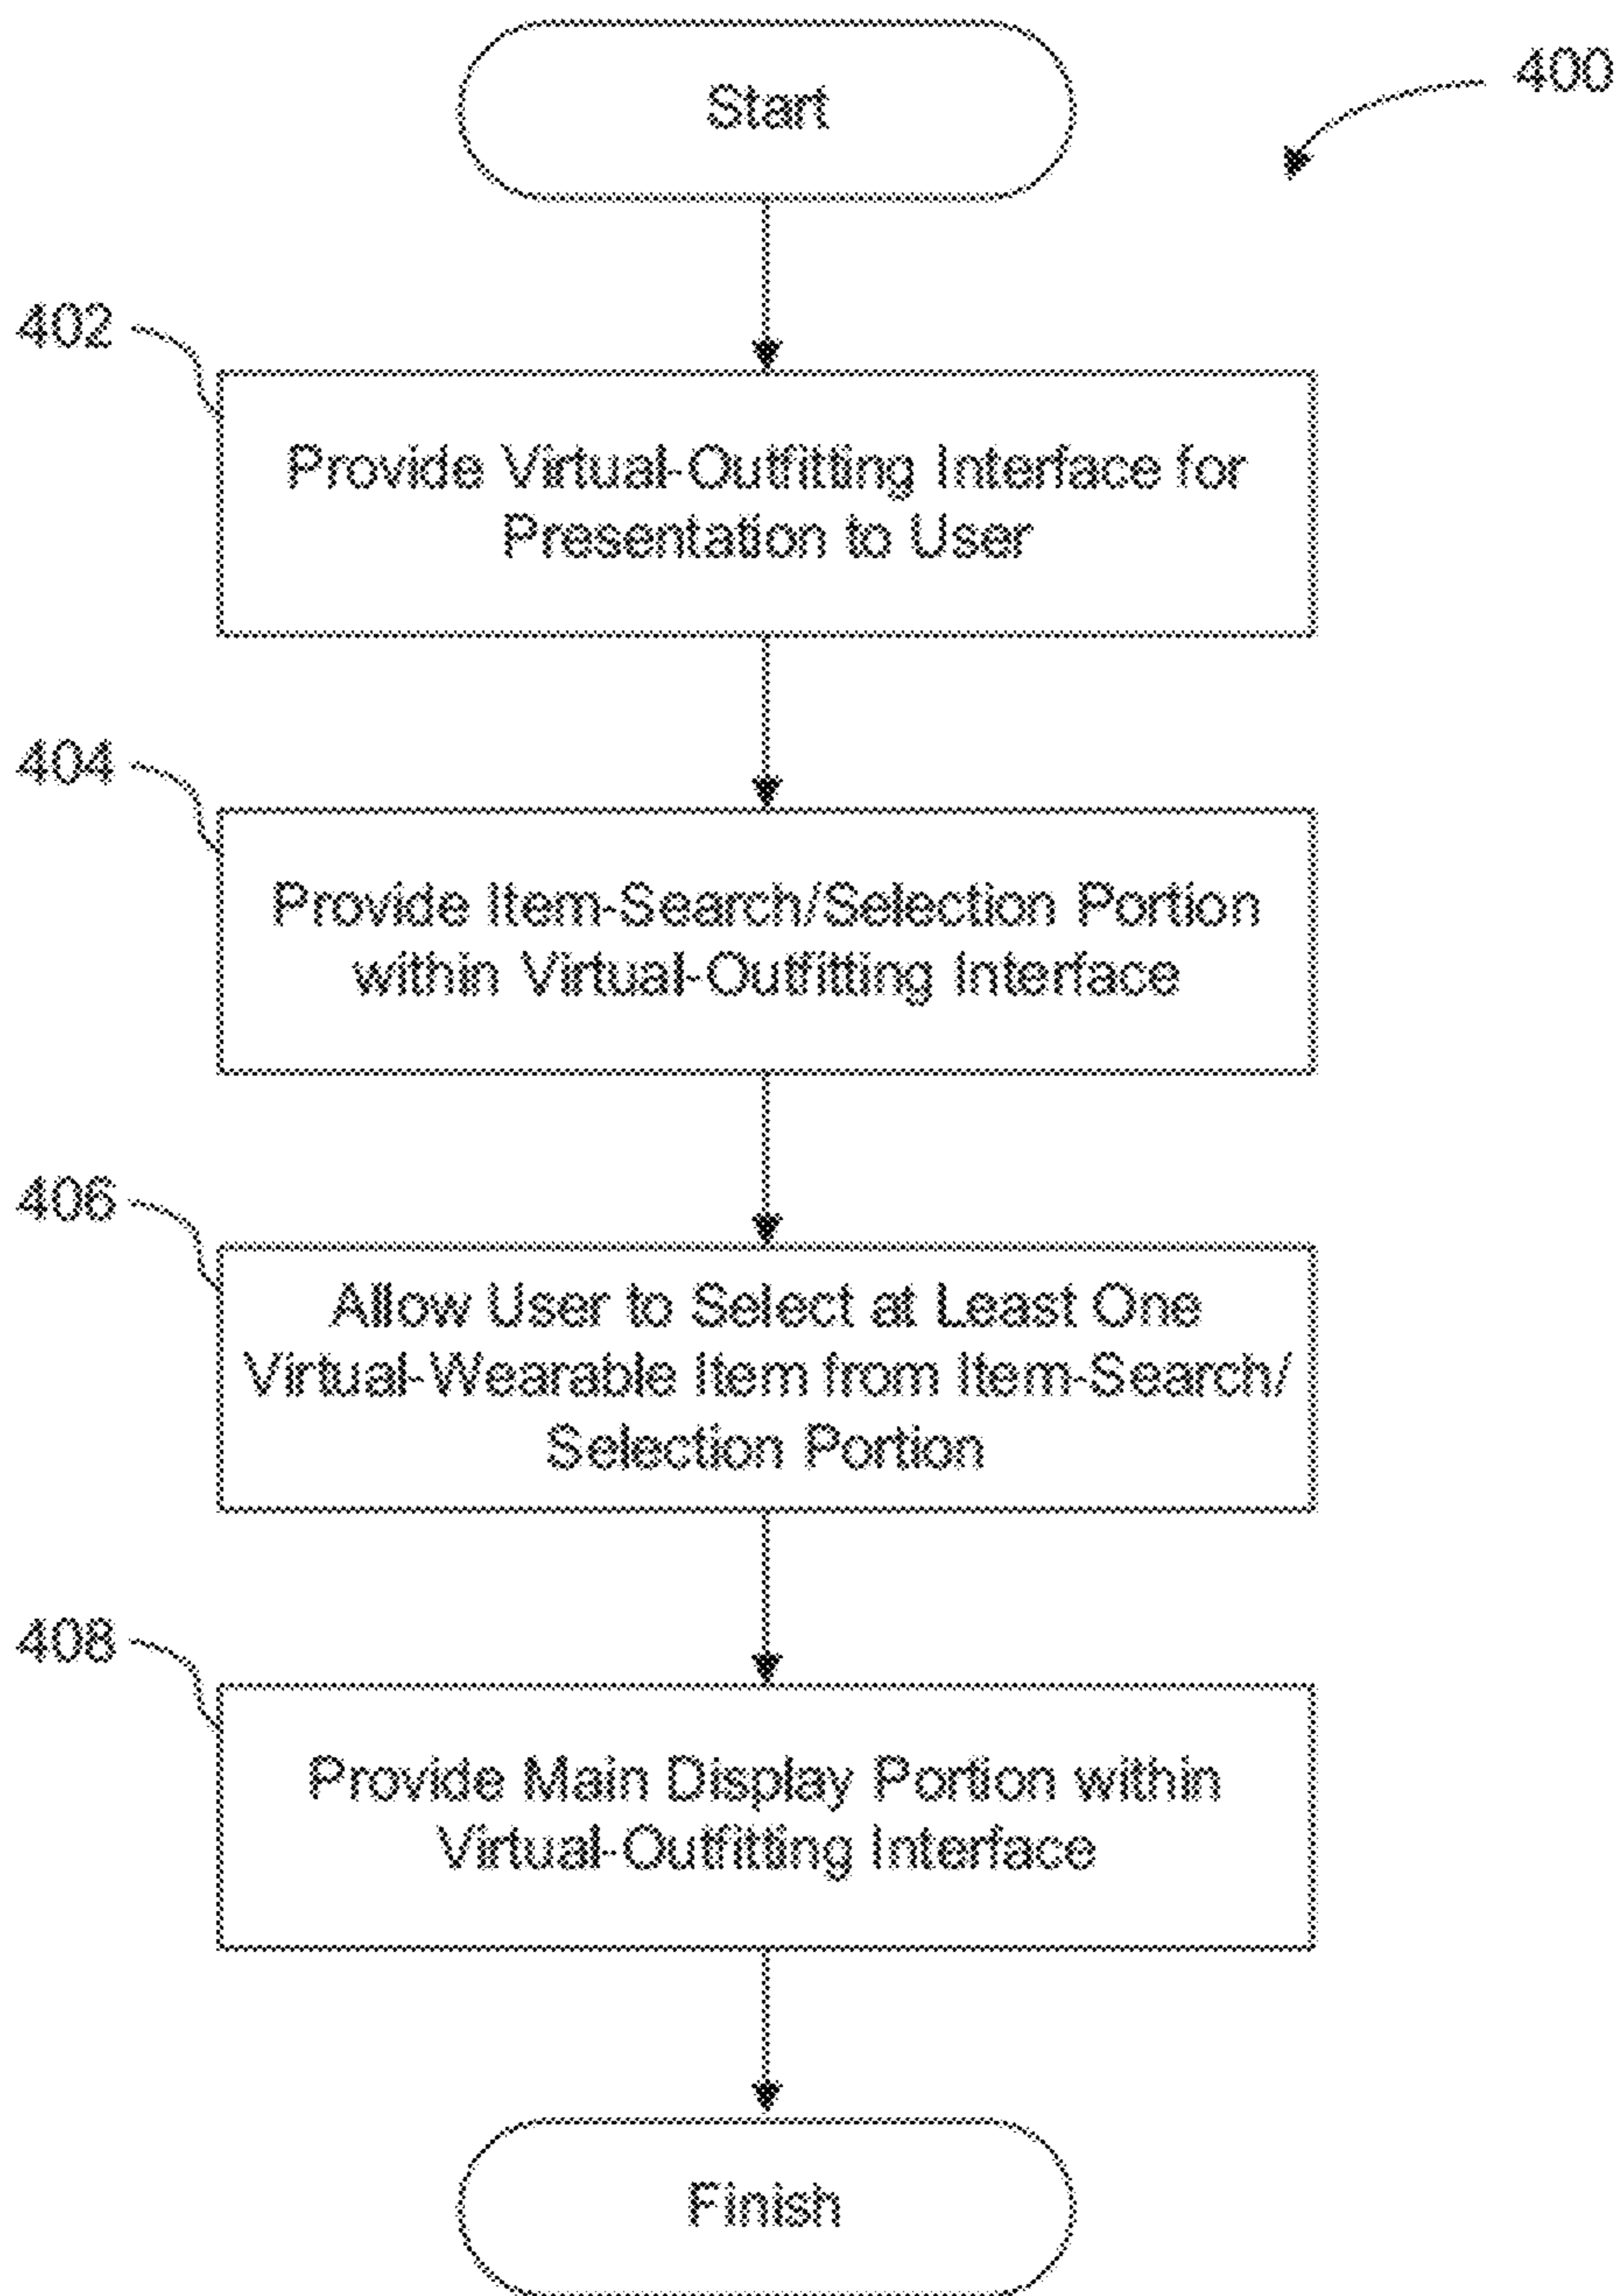 Start
400
402
Provide Virtual-Outfitting Interface for
Presentation to User
404
Provide Item-Search/Selection Portion
within Virtual-Outfitting Interface
406
Allow User to Select at Least One
Virtual-Wearable Item from Item-Search/
Selection Portion
408
Provide Main Display Portion within
Virtual-Outfitting Interface
Finish